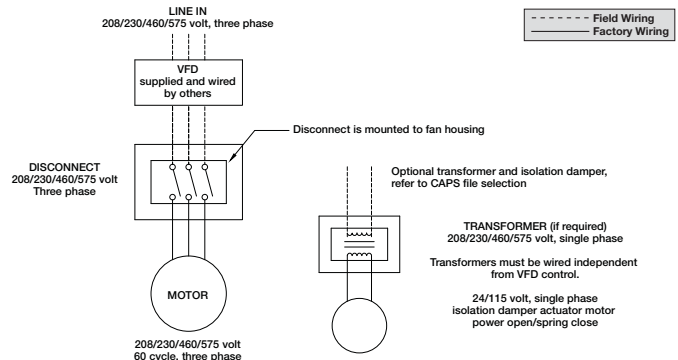 LINE IN
208/230/460/575 volt, three phase
Field Wiring
Factory Wiring
VFD
supplied and wired
by others
Disconnect is mounted to fan housing
DISCONNECT
208/230/460/575 volt
Three phase
Optional transformer and isolation damper,
refer to CAPS file selection
TRANSFORMER (if required)
208/230/460/575 volt, single phase
Transformers must be wired independent
from VFD control.
24/115 volt, single phase
isolation damper actuator motor
power open/spring close
MOTOR
208/230/460/575 volt
60 cycle, three phase